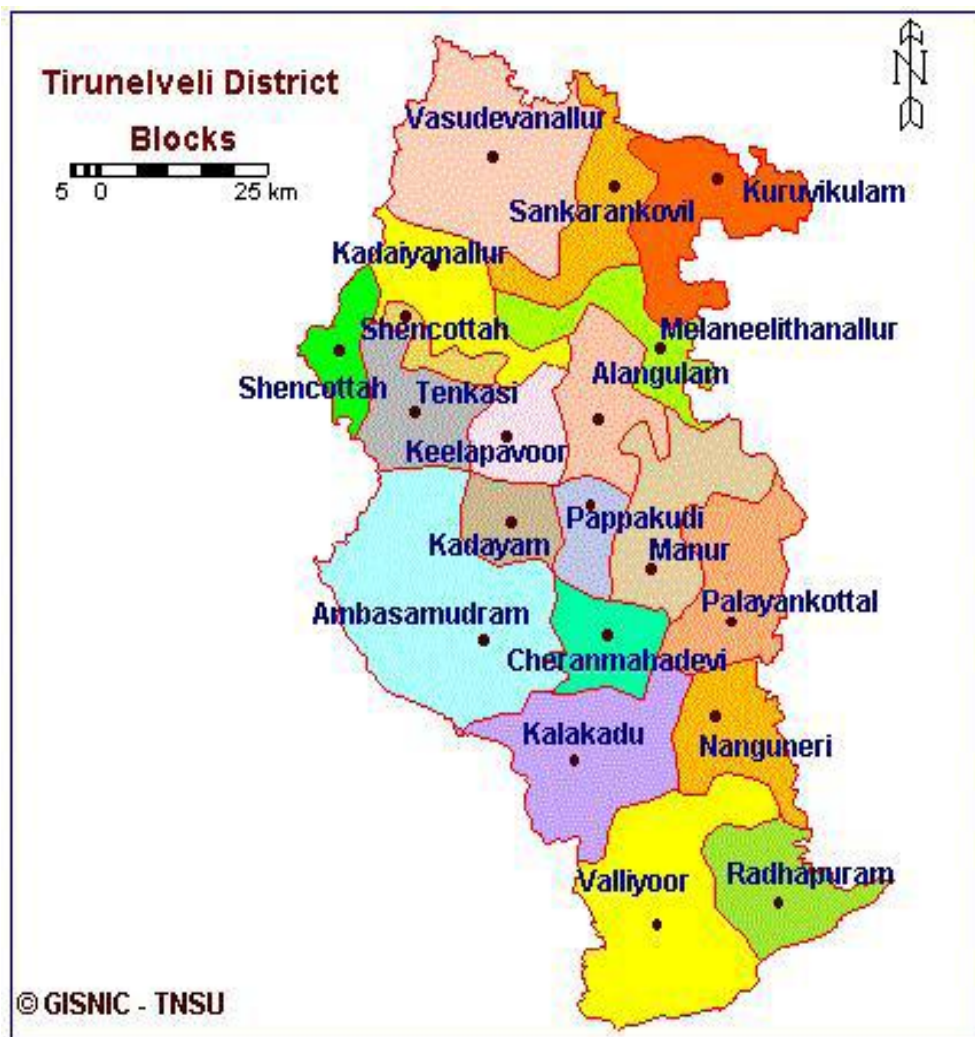 Tirunelveli District
Blocks
5 0 25 km
N
Vasudevanallur
Sankarankovil
Kuruvikulam
Kadaiyanallur
Shencottah
Melaneelithanallur
Shencottah
Alangulam
Tenkasi
Keelapavoor
Pappakudi
Kadayam
Manur
Ambasamudram
Palayankottal
Cheranmahadevi
Kalakadu
Nanguneri
Valliyoor
Radhapuram
© GISNIC - TNSU